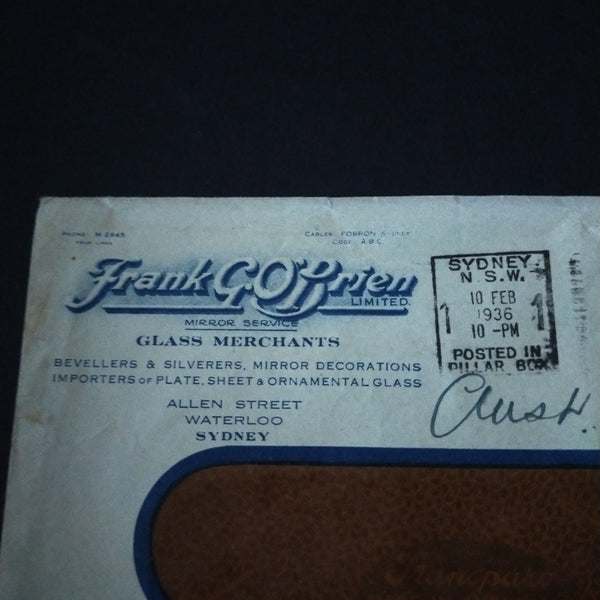 PHONE M 2845
FOUR LINES
CABLES FOBRON SYDNEY
CODE A.B.C.
Frank G. O'Brien
LIMITED.
MIRROR SERVICE
GLASS MERCHANTS
BEVELLERS & SILVERERS, MIRROR DECORATIONS
IMPORTERS OF PLATE, SHEET & ORNAMENTAL GLASS
ALLEN STREET
WATERLOO
SYDNEY
SYDNEY.
N.S.W.
10 FEB
1 1936 1
10 -PM
POSTED IN
PILLAR BOX